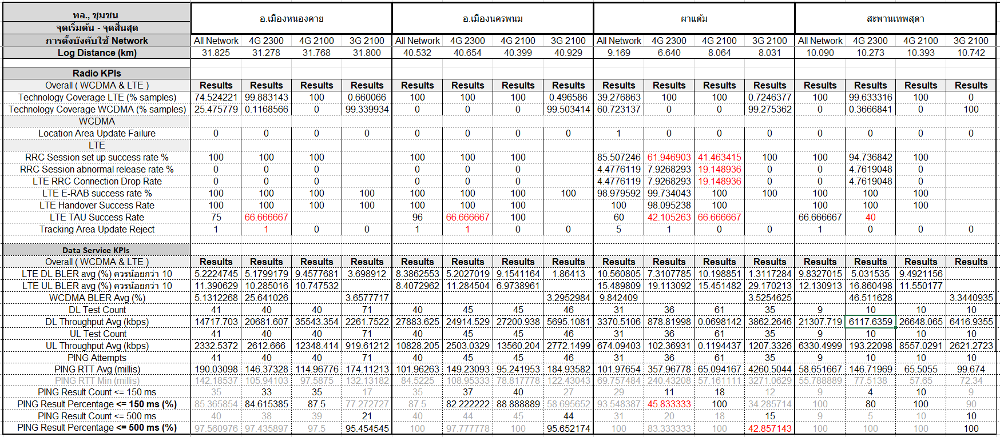 ทล., ชุมชน อ.เมืองหนองคาย อ.เมืองนครพนม ผาแต้ม สะพานเทพสุดา
จุดเริ่มต้น - จุดสิ้นสุด
การตั้งบังคับใช้ Network All Network 4G 2300 4G 2100 3G 2100 All Network 4G 2300 4G 2100 3G 2100 All Network 4G 2300 4G 2100 3G 2100 All Network 4G 2300 4G 2100 3G 2100
Log Distance (km) 31.825 31.278 31.768 31.800 40.532 40.654 40.399 40.929 9.169 6.640 8.064 8.031 10.090 10.273 10.393 10.742
Radio KPIs
Overall ( WCDMA & LTE ) Results Results Results Results Results Results Results Results Results Results Results Results Results Results Results Results
Technology Coverage LTE (% samples) 74.524221 99.883143 100 0.660066 100 100 100 0.496586 39.276863 100 100 0.7246377 100 99.633316 100 0
Technology Coverage WCDMA (% samples) 25.475779 0.1168566 0 99.339934 0 0 0 99.503414 60.723137 0 0 99.275362 0 0.3666841 0 100
WCDMA
Location Area Update Failure 0 0 0 0 0 0 0 0 1 0 0 0 0 0 0 0
LTE
RRC Session set up success rate % 100 100 100 100 100 100 85.507246 61.946903 41.463415 100 100 94.736842 100
RRC Session abnormal release rate % 0 0 0 0 0 0 4.4776119 7.9268293 19.148936 0 0 4.7619048 0
LTE RRC Connection Drop Rate 0 0 0 0 0 0 4.4776119 7.9268293 19.148936 0 0 4.7619048 0
LTE E-RAB success rate % 100 100 100 100 100 100 100 100 98.979592 99.734043 100 100 100 100 100
LTE Handover Success Rate 100 100 100 100 100 100 100 98.095238 100 100 100 100
LTE TAU Success Rate 75 66.666667 96 66.666667 100 60 42.105263 66.666667 66.666667 40
Tracking Area Update Reject 1 1 0 0 1 1 0 0 5 1 0 0 1 0 0 0
Data Service KPIs
Overall ( WCDMA & LTE ) Results Results Results Results Results Results Results Results Results Results Results Results Results Results Results Results
LTE DL BLER avg (%) ควรน้อยกว่า 10 5.2224745 5.1799179 9.4577681 3.698912 8.3862553 5.2027019 9.1541164 1.86413 10.560805 7.3107785 10.198851 1.3117284 9.8327015 5.031535 9.4921156
LTE UL BLER avg (%) ควรน้อยกว่า 10 11.390629 10.285016 10.747532 8.4072962 11.284504 6.9738961 15.489809 19.113092 15.451482 29.170213 12.130913 16.860498 11.550177
WCDMA BLER Avg (%) 5.1312268 25.641026 3.6577717 3.2952984 9.842409 3.5254625 46.511628 3.3440935
DL Test Count 41 40 40 71 40 45 45 46 31 36 61 35 9 10 10 10
DL Throughput Avg (kbps) 14717.703 20681.607 35543.354 2261.7522 27883.625 24914.529 27200.938 5695.1081 3370.5106 878.81998 0.0698142 3862.2646 21307.719 6117.6359 26648.065 6416.9355
UL Test Count 41 40 40 71 40 45 45 46 31 36 61 35 9 10 10 10
UL Throughput Avg (kbps) 2332.5372 2612.666 12348.414 919.61212 10828.205 2503.0329 13560.204 2772.1499 674.09403 102.36931 0.1194437 1207.3326 6330.4999 193.22098 8557.0291 2621.2723
PING Attempts 41 40 40 71 40 45 45 46 31 36 61 35 9 10 10 10
PING RTT Avg (millis) 190.03098 146.37328 114.96776 174.11213 101.96263 149.23093 95.241953 184.93582 101.97654 357.96778 65.094167 4260.5044 58.651667 146.71969 65.5055 99.674
PING RTT Min (millis) 142.18537 105.94103 97.5875 132.13182 84.5225 108.95333 78.817778 122.43043 69.757484 240.43208 57.161111 3271.0629 55.788889 77.5138 57.65 72.34
PING Result Count <= 150 ms 35 33 35 17 35 37 40 27 29 11 18 12 9 4 10 9
PING Result Percentage <= 150 ms (%) 85.365854 84.615385 87.5 77.272727 87.5 82.222222 88.888889 58.695652 93.548387 45.833333 100 34.285714 100 80 100 90
PING Result Count <= 500 ms 40 38 39 21 40 44 45 44 31 20 18 15 9 5 10 10
PING Result Percentage <= 500 ms (%) 97.560976 97.435897 97.5 95.454545 100 97.777778 100 95.652174 100 83.333333 100 42.857143 100 100 100 100